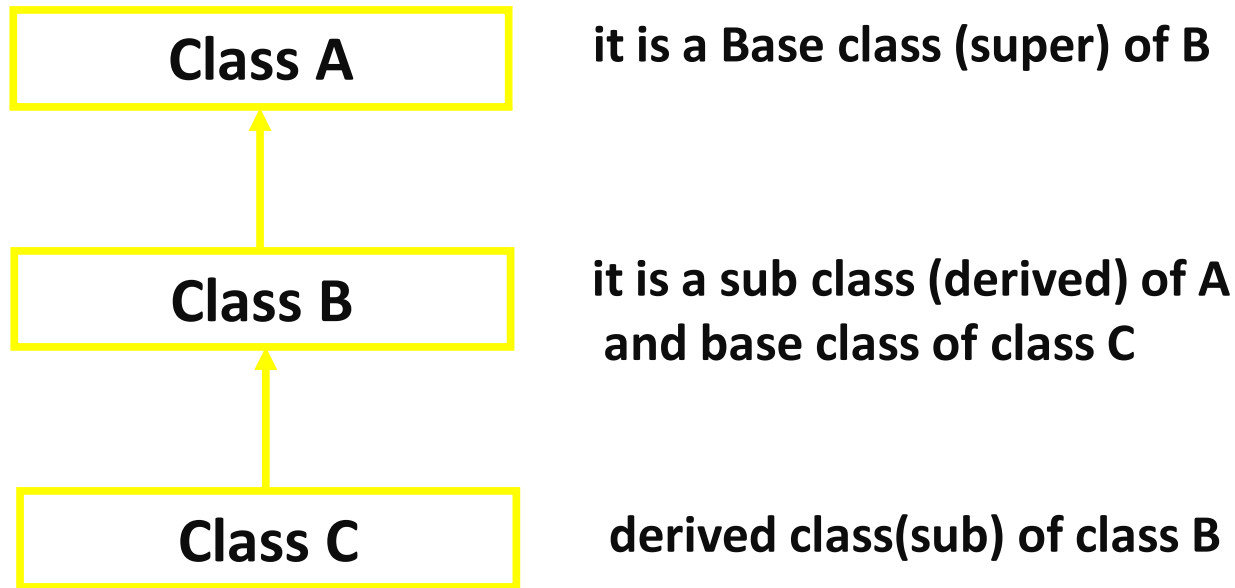 Class A
it is a Base class (super) of B
Class B
it is a sub class (derived) of A
and base class of class C
Class C
derived class(sub) of class B